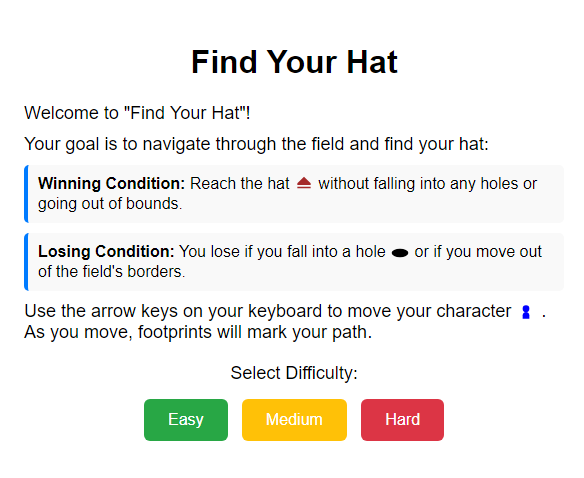 Find Your Hat
Welcome to "Find Your Hat"!
Your goal is to navigate through the field and find your hat:
Winning Condition: Reach the hat without falling into any holes or
going out of bounds.
Losing Condition: You lose if you fall into a hole or if you move out
of the field's borders.
Use the arrow keys on your keyboard to move your character .
As you move, footprints will mark your path.
Select Difficulty:
Easy Medium Hard